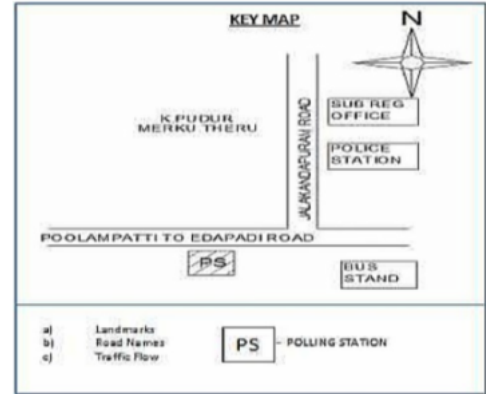 KEY MAP
N
SUB REG
OFFICE
K.PUDUR
MERKU THERU
POLICE
STATION
JALAKANDAPURAM ROAD
POOLAMPATTI TO EDAPADI ROAD
PS
BUS
STAND
a) Landmarks
b) Road Names
c) Traffic Flow
PS - POLLING STATION